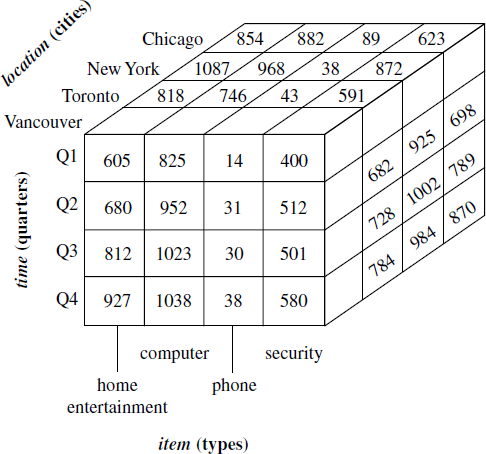 location (cities)
Chicago 854 882 89 623
New York 1087 968 38 872
Toronto 818 746 43 591
Vancouver
time (quarters)
Q1 605 825 14 400
Q2 680 952 31 512
Q3 812 1023 30 501
Q4 927 1038 38 580
682 925 698
728 1002 789
784 984 870
computer security
home phone
entertainment
item (types)